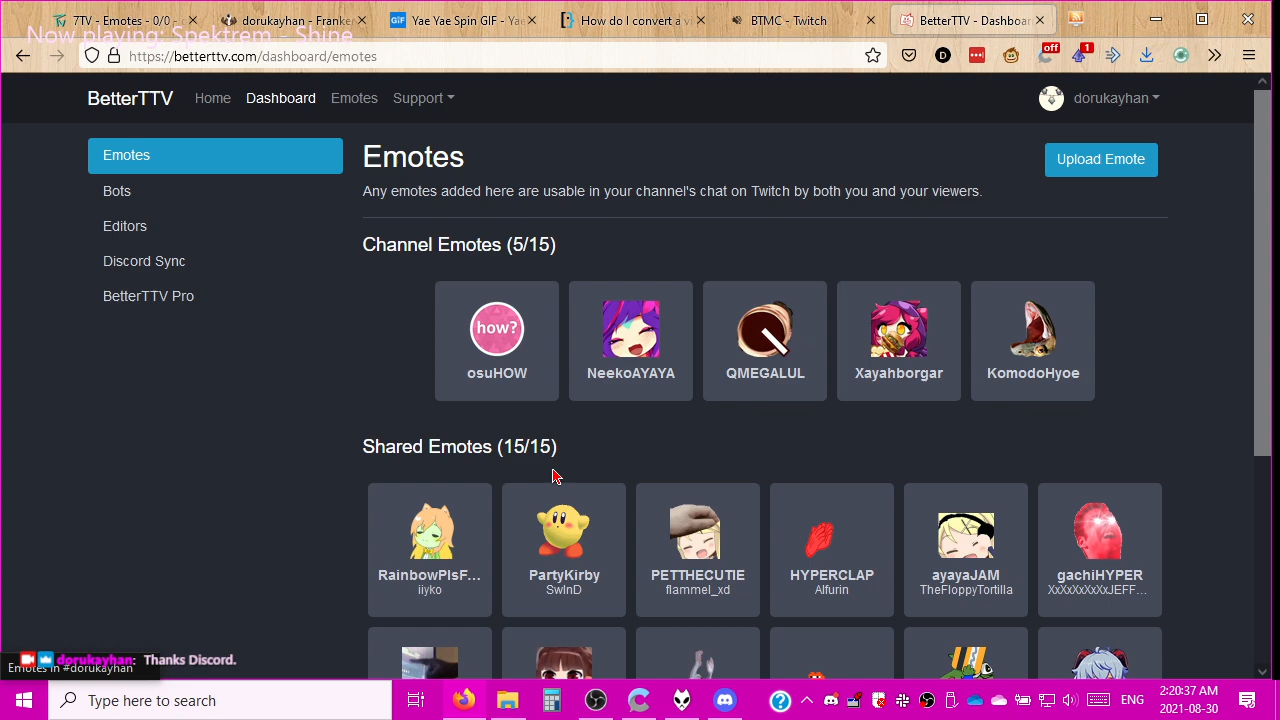 7TV - Emotes - 0/0 -
dorukayhan - Franker
GIF Yae Yae Spin GIF - Yae
How do I convert a vi
BTMC - Twitch
BetterTTV - Dashboar
Now playing: Spektrem - Shine
https://betterttv.com/dashboard/emotes
D
off
1
BetterTTV
Home
Dashboard
Emotes
Support
dorukayhan
Emotes
Bots
Editors
Discord Sync
BetterTTV Pro
Emotes
Upload Emote
Any emotes added here are usable in your channel's chat on Twitch by both you and your viewers.
Channel Emotes (5/15)
how?
osuHOW
NeekoAYAYA
QMEGALUL
Xayahborgar
KomodoHyoe
Shared Emotes (15/15)
RainbowPlsF...
iiyko
PartyKirby
SwInD
PETTHECUTIE
flammel_xd
HYPERCLAP
Alfurin
ayayaJAM
TheFloppyTortilla
gachiHYPER
XxXxXxXxXxJEFF...
dorukayhan: Thanks Discord.
Emotes in #dorukayhan
Type here to search
ENG
2:20:37 AM
2021-08-30